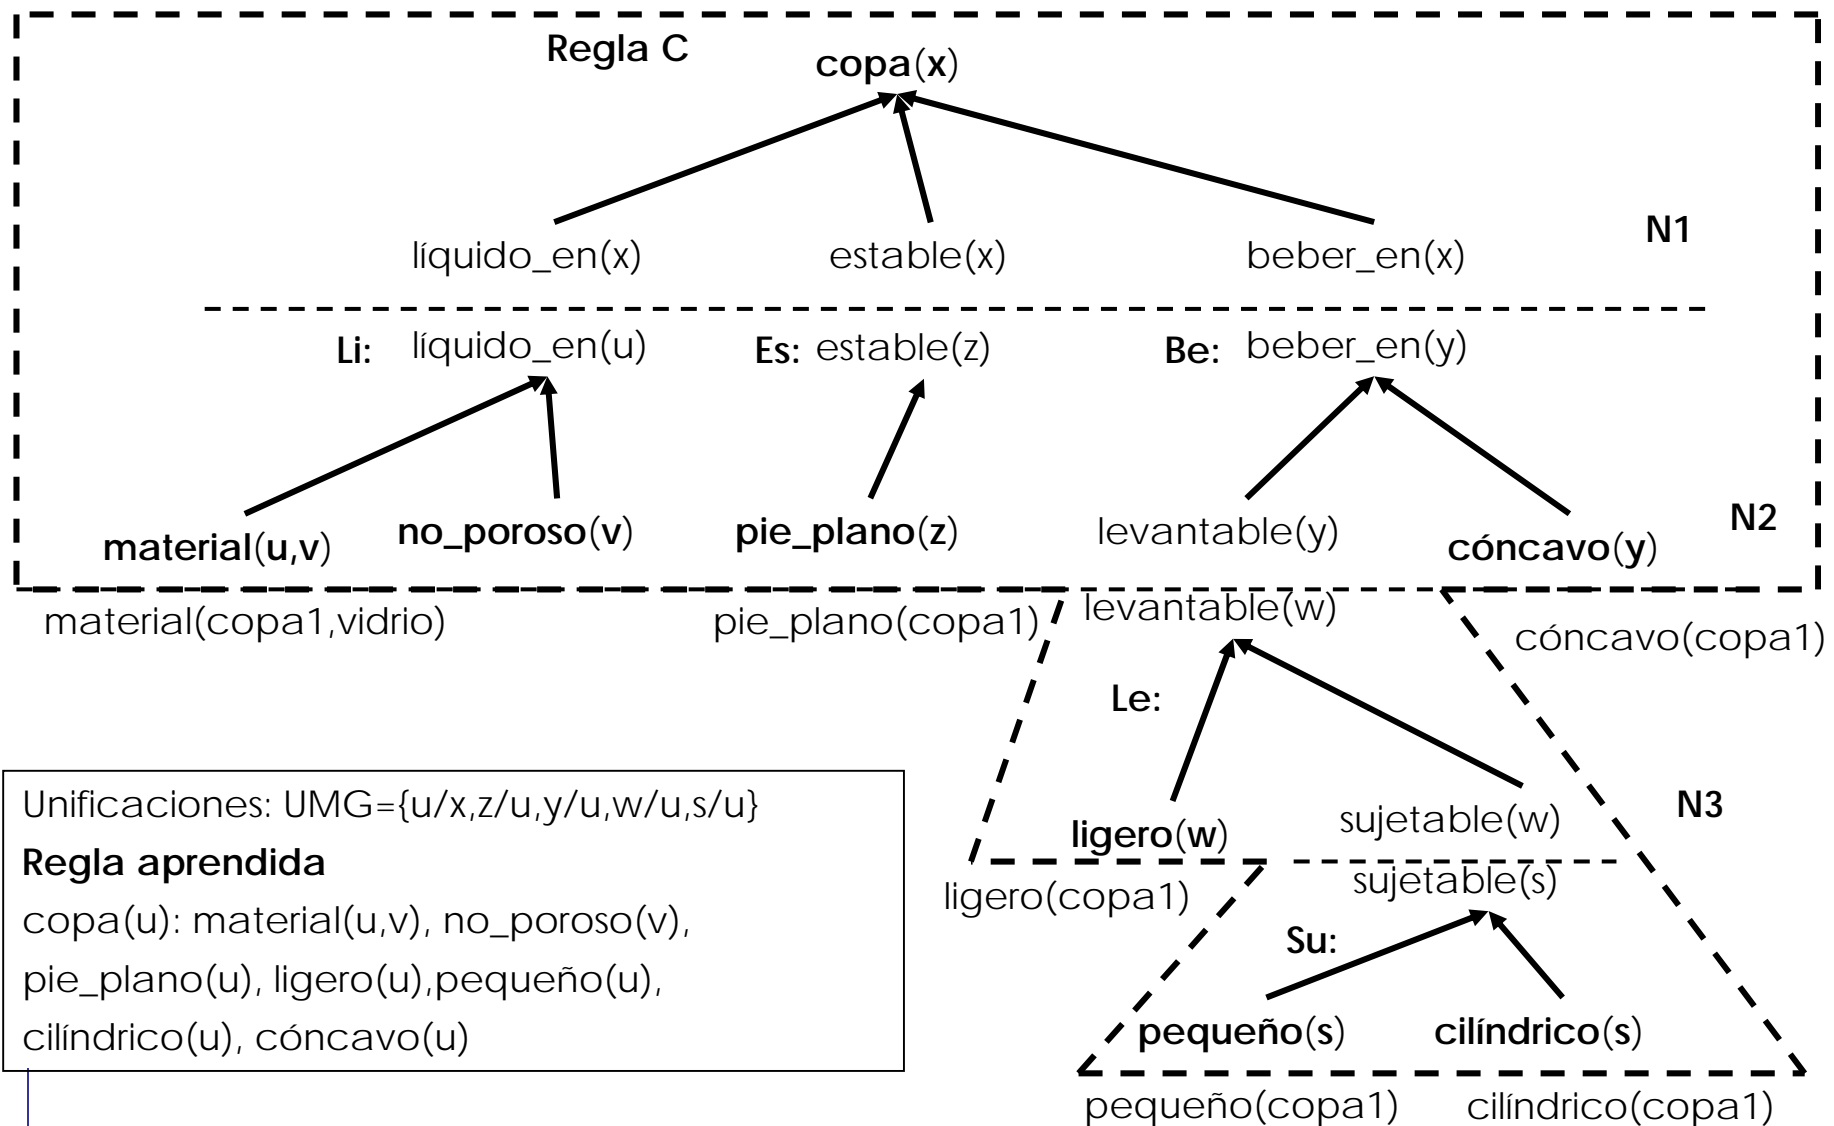 Regla C
copa(x)
líquido_en(x) estable(x) beber_en(x) N1
Li: líquido_en(u) Es: estable(z) Be: beber_en(y)
material(u,v) no_poroso(v) pie_plano(z) levantable(y) cóncavo(y) N2
material(copa1,vidrio) pie_plano(copa1) levantable(w) cóncavo(copa1)
Le:
ligero(w) sujetable(w) N3
ligero(copa1) sujetable(s)
Su:
pequeño(s) cilíndrico(s)
pequeño(copa1) cilíndrico(copa1)
Unificaciones: UMG={u/x,z/u,y/u,w/u,s/u}
Regla aprendida
copa(u): material(u,v), no_poroso(v),
pie_plano(u), ligero(u),pequeño(u),
cilíndrico(u), cóncavo(u)